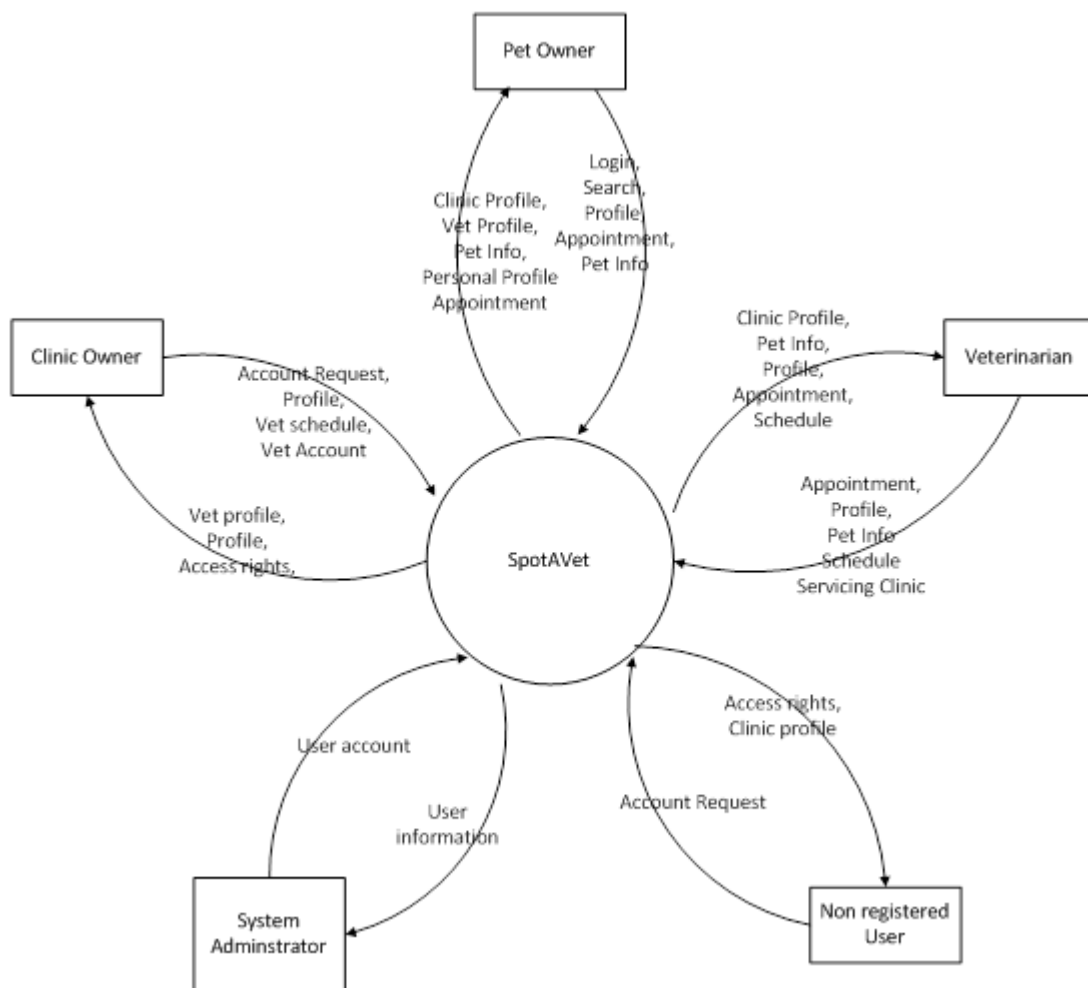 Pet Owner
Login,
Search,
Profile,
Appointment,
Pet Info
Clinic Profile,
Vet Profile,
Pet Info,
Personal Profile
Appointment
Clinic Owner
Account Request,
Profile,
Vet schedule,
Vet Account
Clinic Profile,
Pet Info,
Profile,
Appointment,
Schedule
Veterinarian
Vet profile,
Profile,
Access rights,
SpotAVet
Appointment,
Profile,
Pet Info
Schedule
Servicing Clinic
User account
User
information
Access rights,
Clinic profile
Account Request
System
Adminstrator
Non registered
User